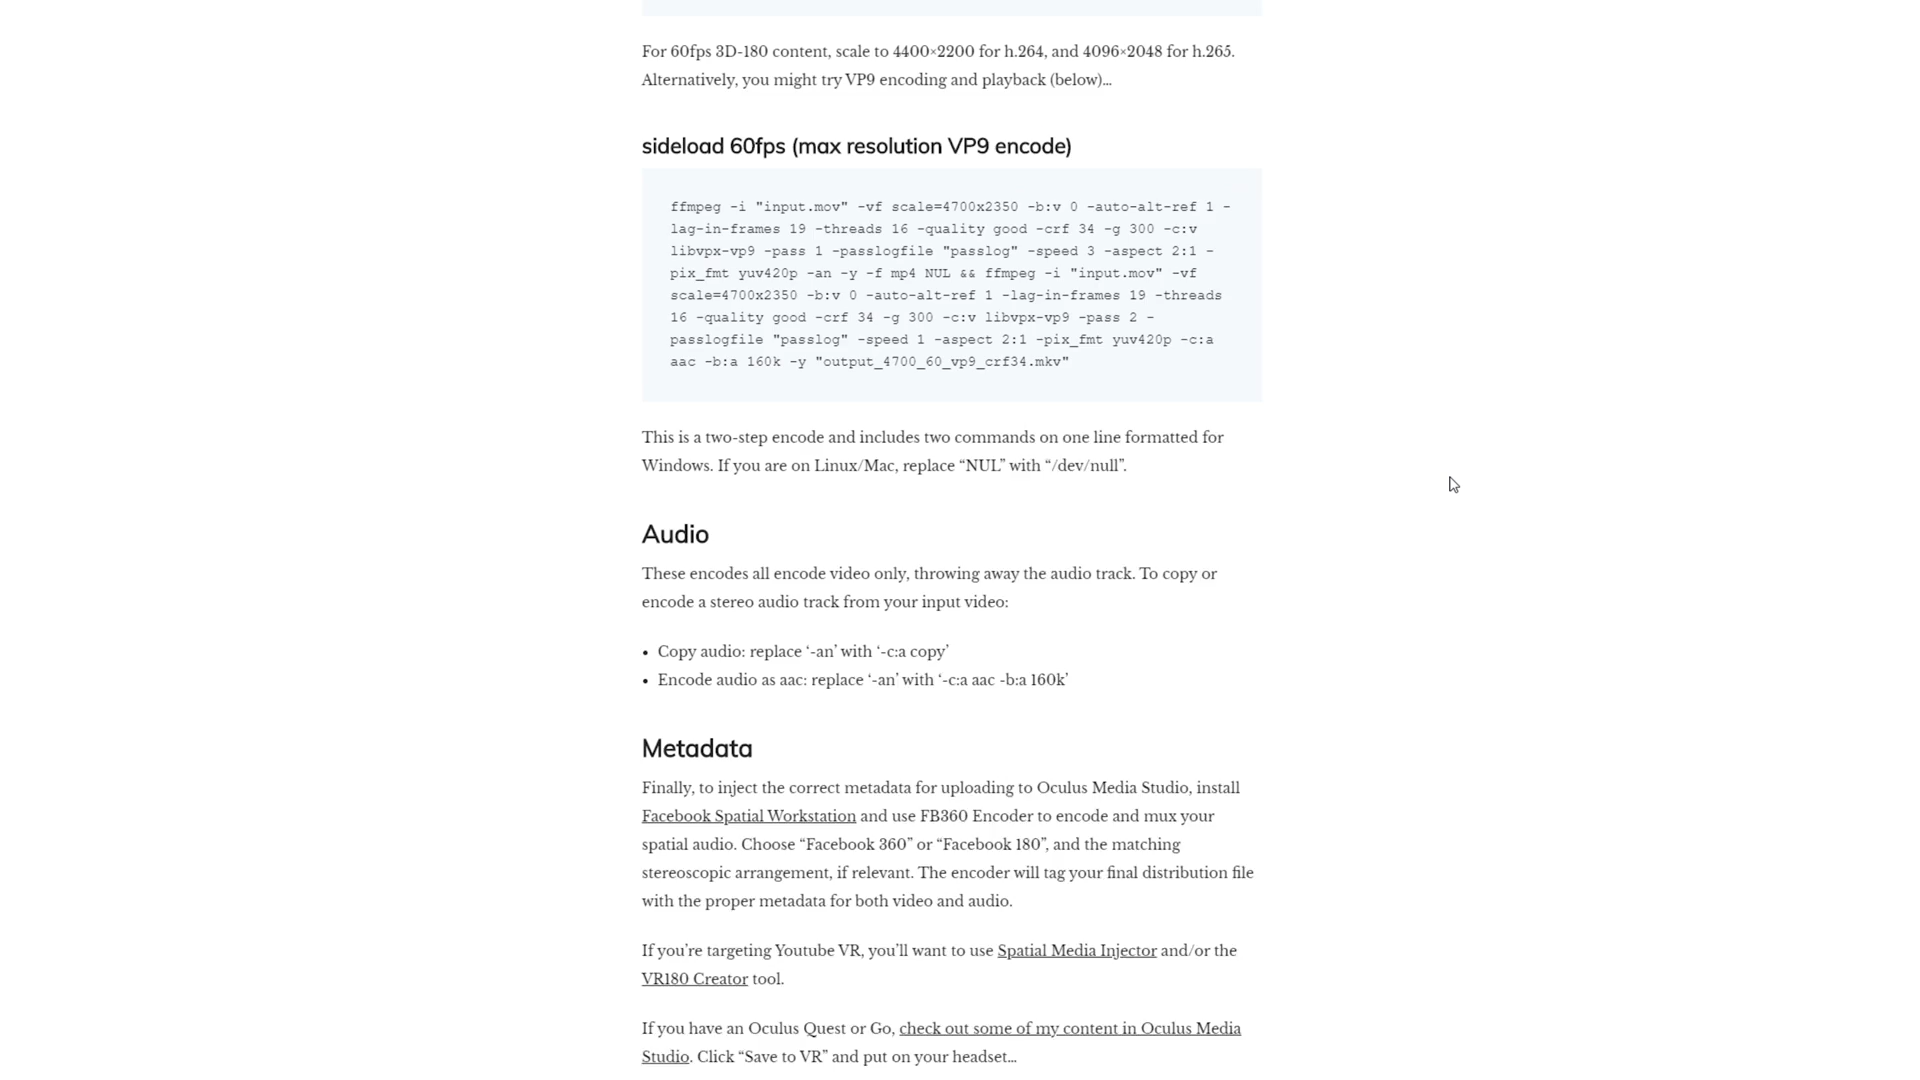 For 60fps 3D-180 content, scale to 4400×2200 for h.264, and 4096×2048 for h.265.
Alternatively, you might try VP9 encoding and playback (below)…
sideload 60fps (max resolution VP9 encode)
ffmpeg -i "input.mov" -vf scale=4700x2350 -b:v 0 -auto-alt-ref 1 -
lag-in-frames 19 -threads 16 -quality good -crf 34 -g 300 -c:v
libvpx-vp9 -pass 1 -passlogfile "passlog" -speed 3 -aspect 2:1 -
pix_fmt yuv420p -an -y -f mp4 NUL && ffmpeg -i "input.mov" -vf
scale=4700x2350 -b:v 0 -auto-alt-ref 1 -lag-in-frames 19 -threads
16 -quality good -crf 34 -g 300 -c:v libvpx-vp9 -pass 2 -
passlogfile "passlog" -speed 1 -aspect 2:1 -pix_fmt yuv420p -c:a
aac -b:a 160k -y "output_4700_60_vp9_crf34.mkv"
This is a two-step encode and includes two commands on one line formatted for
Windows. If you are on Linux/Mac, replace “NUL” with “/dev/null”.
Audio
These encodes all encode video only, throwing away the audio track. To copy or
encode a stereo audio track from your input video:
• Copy audio: replace ‘-an’ with ‘-c:a copy’
• Encode audio as aac: replace ‘-an’ with ‘-c:a aac -b:a 160k’
Metadata
Finally, to inject the correct metadata for uploading to Oculus Media Studio, install
Facebook Spatial Workstation and use FB360 Encoder to encode and mux your
spatial audio. Choose “Facebook 360” or “Facebook 180”, and the matching
stereoscopic arrangement, if relevant. The encoder will tag your final distribution file
with the proper metadata for both video and audio.
If you’re targeting Youtube VR, you’ll want to use Spatial Media Injector and/or the
VR180 Creator tool.
If you have an Oculus Quest or Go, check out some of my content in Oculus Media
Studio. Click “Save to VR” and put on your headset…